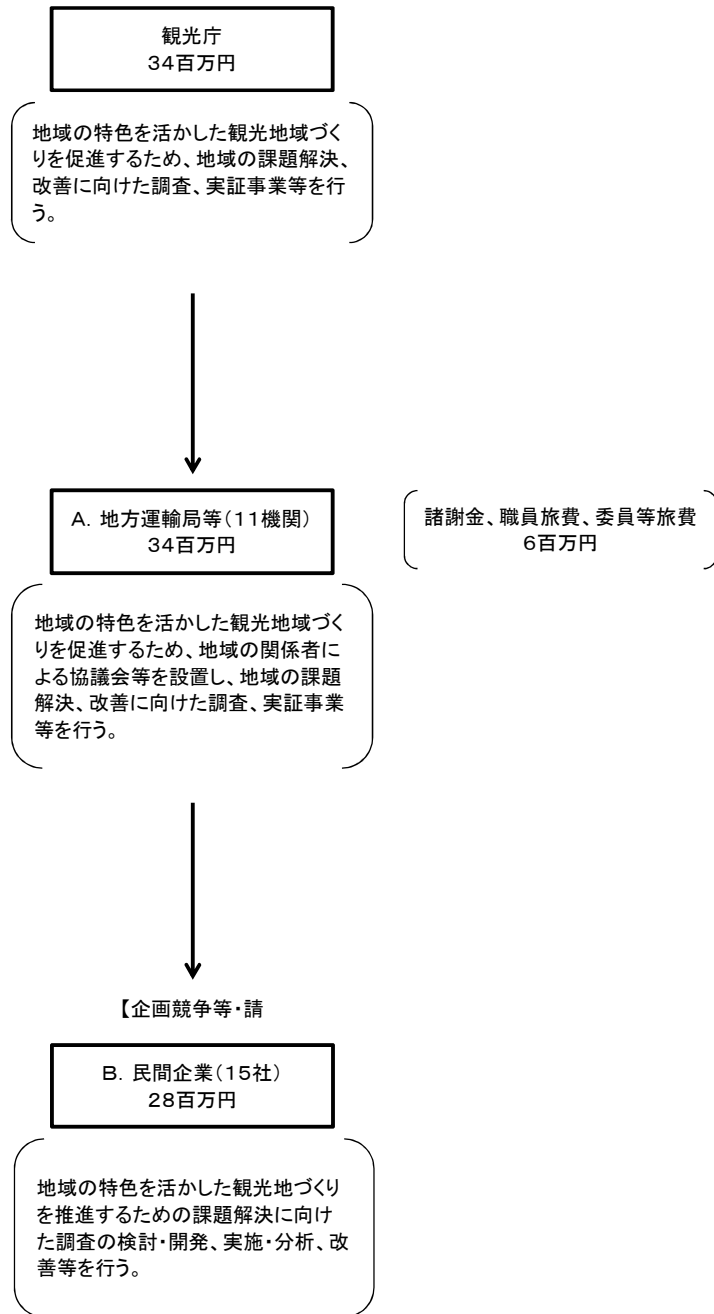 観光庁
34百万円
地域の特色を活かした観光地域づく
りを促進するため、地域の課題解決、
改善に向けた調査、実証事業等を行
う。
A．地方運輸局等（１１機関）
34百万円
諸謝金、職員旅費、委員等旅費
6百万円
地域の特色を活かした観光地域づく
りを促進するため、地域の関係者に
よる協議会等を設置し、地域の課題
解決、改善に向けた調査、実証事業
等を行う。
【企画競争等・請
B．民間企業（１５社）
28百万円
地域の特色を活かした観光地づくり
を推進するための課題解決に向け
た調査の検討・開発、実施・分析、改
善等を行う。